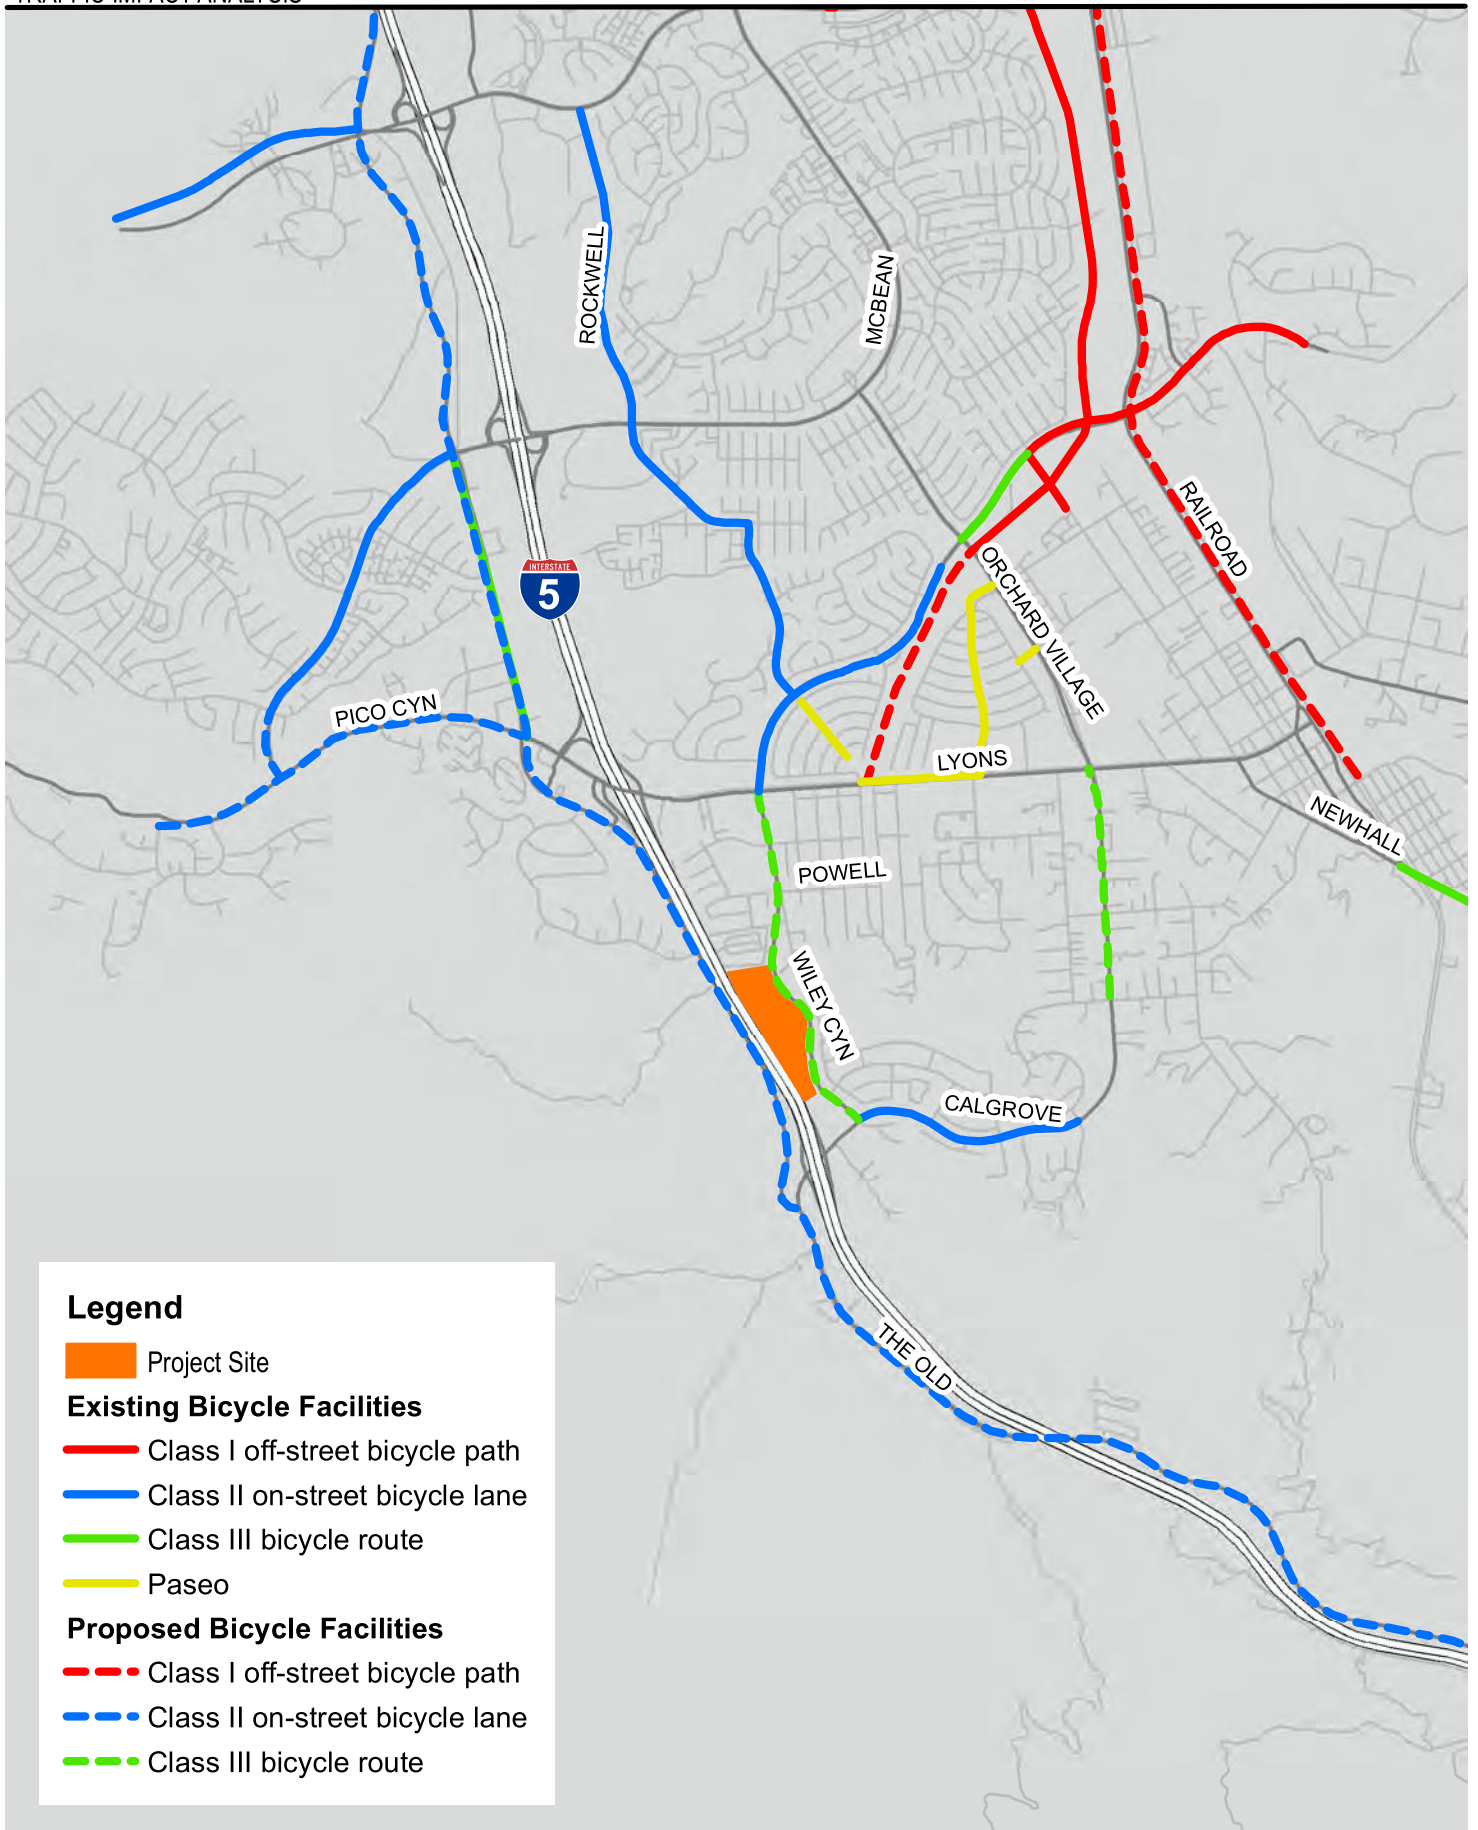 TRAFFIC IMPACT ANALYSIS
ROCKWELL
MCBEAN
RAILROAD
INTERSTATE
5
ORCHARD VILLAGE
PICO CYN
LYONS
NEWHALL
POWELL
WILEY CYN
CALGROVE
THE OLD
Legend
Project Site
Existing Bicycle Facilities
Class I off-street bicycle path
Class II on-street bicycle lane
Class III bicycle route
Paseo
Proposed Bicycle Facilities
Class I off-street bicycle path
Class II on-street bicycle lane
Class III bicycle route